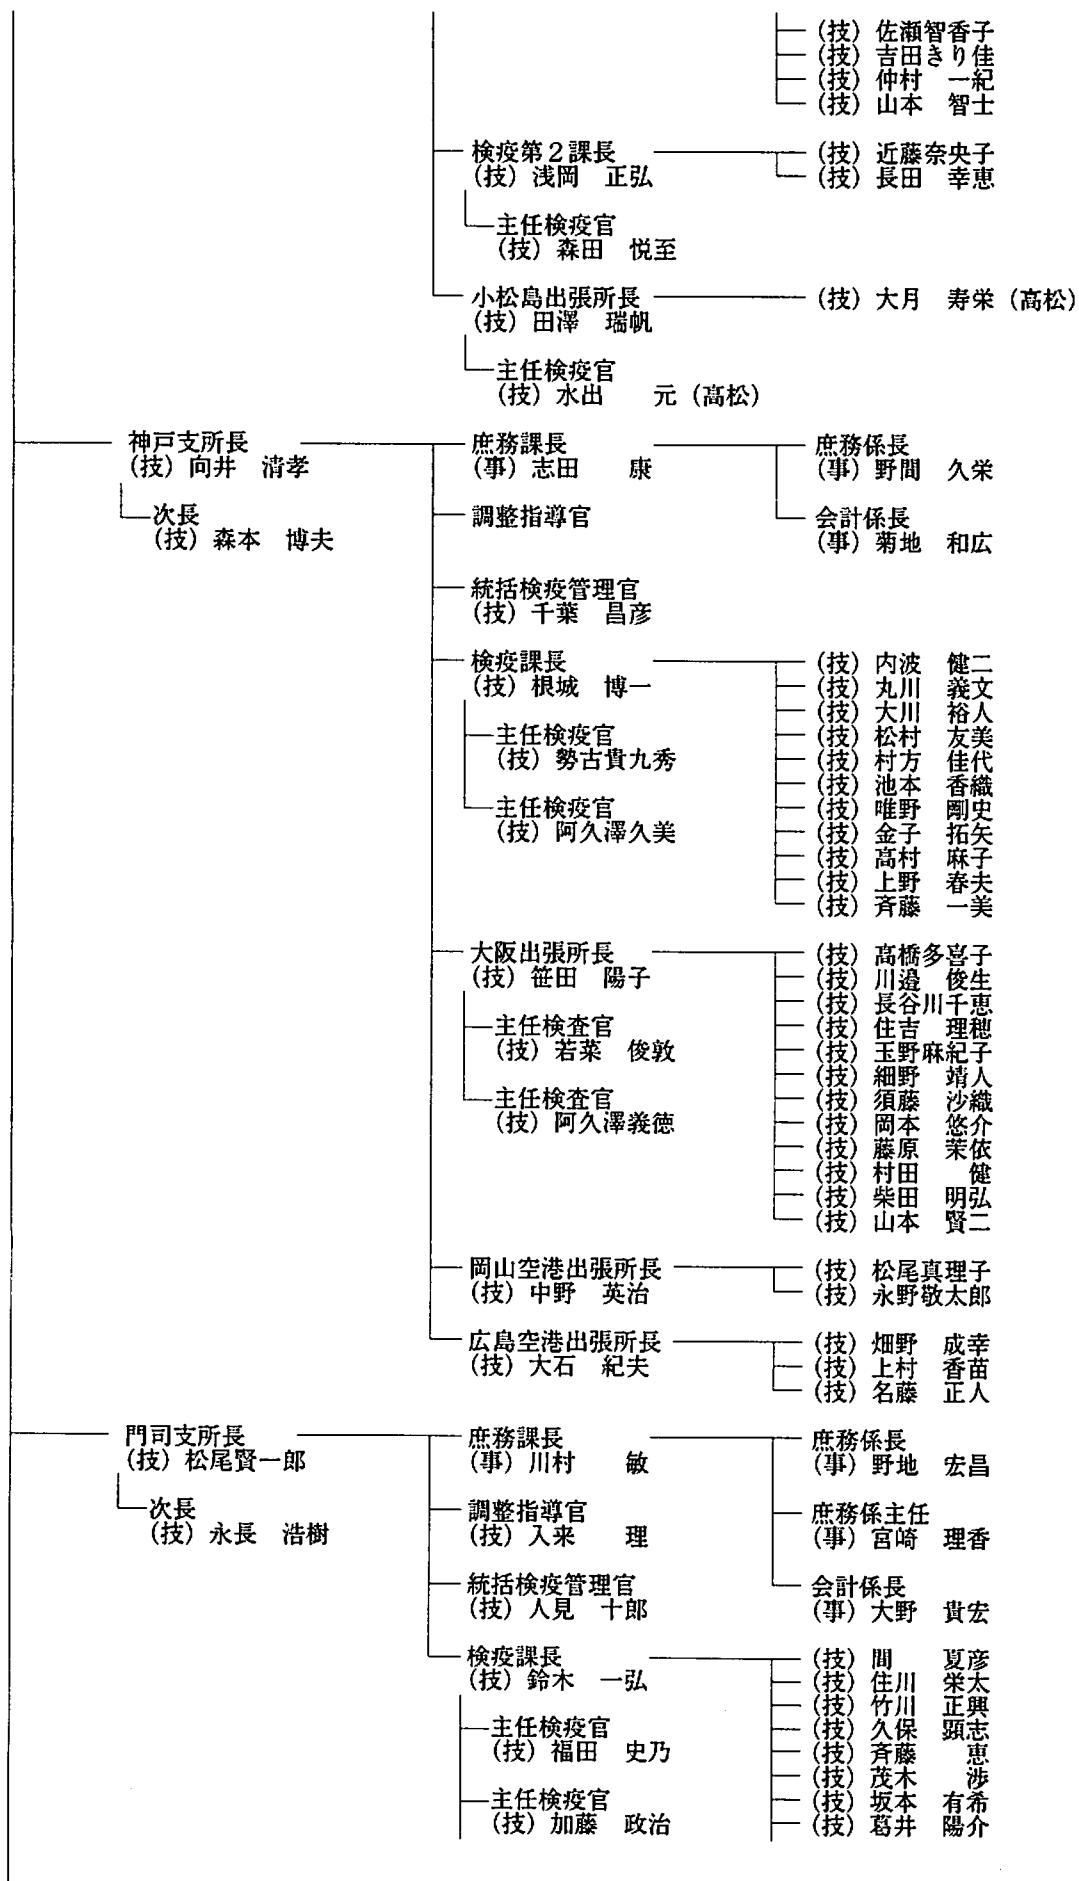 (技) 佐瀬智香子
(技) 吉田きり佳
(技) 仲村　一紀
(技) 山本　智士
検疫第２課長
(技) 浅岡　正弘
(技) 近藤奈央子
(技) 長田　幸恵
主任検疫官
(技) 森田　悦至
小松島出張所長
(技) 田澤　瑞帆
(技) 大月　寿栄 (高松)
主任検疫官
(技) 水出　　元 (高松)
神戸支所長
(技) 向井　清孝
次長
(技) 森本　博夫
庶務課長
(事) 志田　　康
庶務係長
(事) 野間　久栄
会計係長
(事) 菊地　和広
調整指導官
統括検疫管理官
(技) 千葉　昌彦
検疫課長
(技) 根城　博一
主任検疫官
(技) 勢古貴九秀
主任検疫官
(技) 阿久澤久美
(技) 内波　健二
(技) 丸川　義文
(技) 大川　裕人
(技) 松村　友美
(技) 村方　佳代
(技) 池本　香織
(技) 唯野　剛史
(技) 金子　拓矢
(技) 高村　麻子
(技) 上野　春夫
(技) 斉藤　一美
大阪出張所長
(技) 笹田　陽子
主任検査官
(技) 若菜　俊敦
主任検査官
(技) 阿久澤義徳
(技) 高橋多喜子
(技) 川邉　俊生
(技) 長谷川千恵
(技) 住吉　理穂
(技) 玉野麻紀子
(技) 細野　靖人
(技) 須藤　沙織
(技) 岡本　悠介
(技) 藤原　茉依
(技) 村田　　健
(技) 柴田　明弘
(技) 山本　賢二
岡山空港出張所長
(技) 中野　英治
(技) 松尾真理子
(技) 永野敬太郎
広島空港出張所長
(技) 大石　紀夫
(技) 畑野　成幸
(技) 上村　香苗
(技) 名藤　正人
門司支所長
(技) 松尾賢一郎
次長
(技) 永長　浩樹
庶務課長
(事) 川村　　敏
庶務係長
(事) 野地　宏昌
庶務係主任
(事) 宮崎　理香
会計係長
(事) 大野　貴宏
調整指導官
(技) 入来　　理
統括検疫管理官
(技) 人見　十郎
検疫課長
(技) 鈴木　一弘
主任検疫官
(技) 福田　史乃
主任検疫官
(技) 加藤　政治
(技) 間　　夏彦
(技) 住川　栄太
(技) 竹川　正興
(技) 久保　顕志
(技) 斉藤　　恵
(技) 茂木　　渉
(技) 坂本　有希
(技) 葛井　陽介